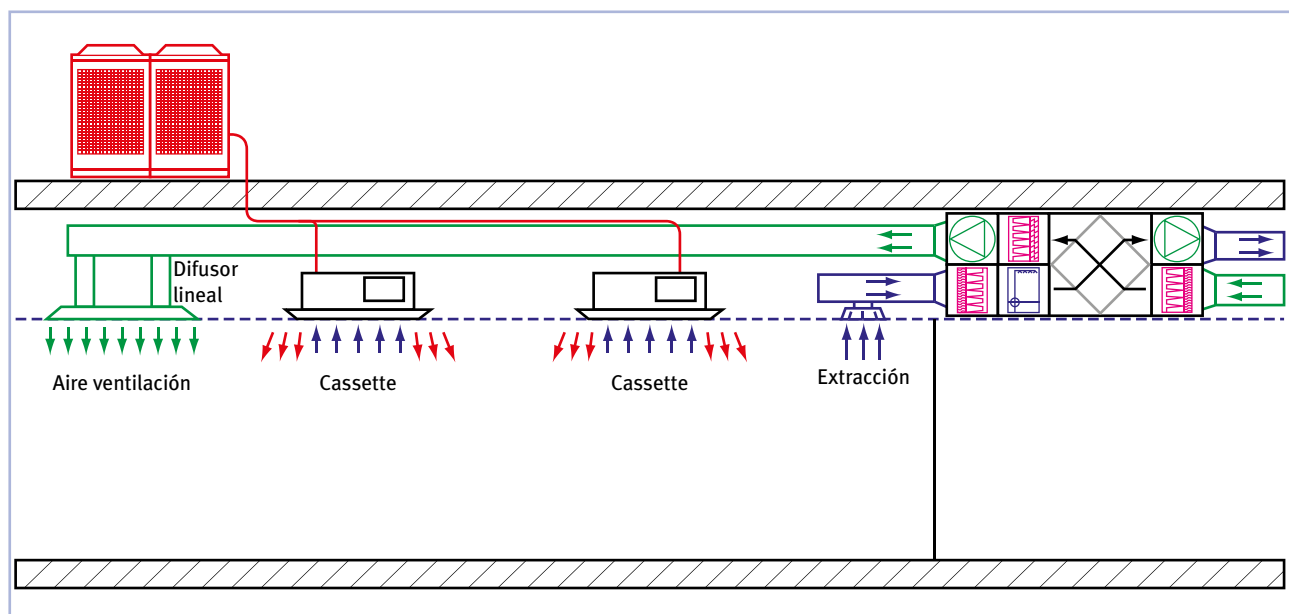 Difusor
lineal
Aire ventilación
Cassette
Cassette
Extracción